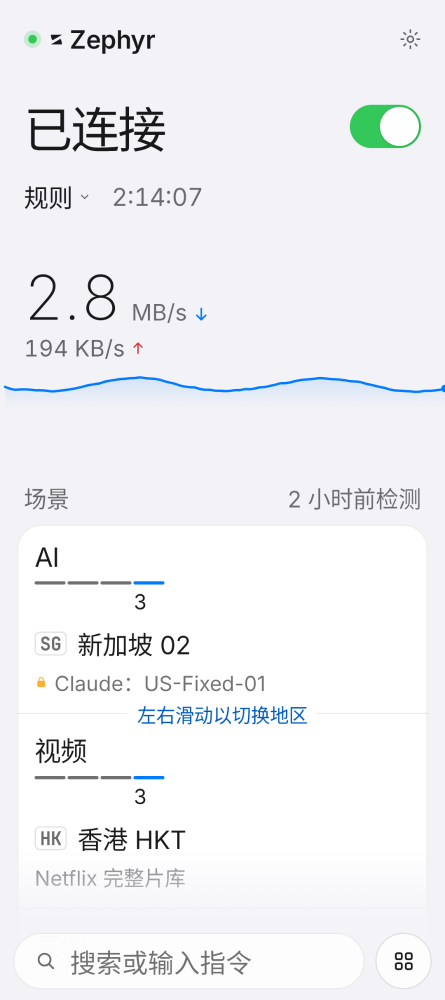 Zephyr
已连接
规则 2:14:07
2.8 MB/s ↓
194 KB/s ↑
场景 2 小时前检测
AI
3
SG 新加坡 02
Claude：US-Fixed-01
左右滑动以切换地区
视频
3
HK 香港 HKT
Netflix 完整片库
搜索或输入指令